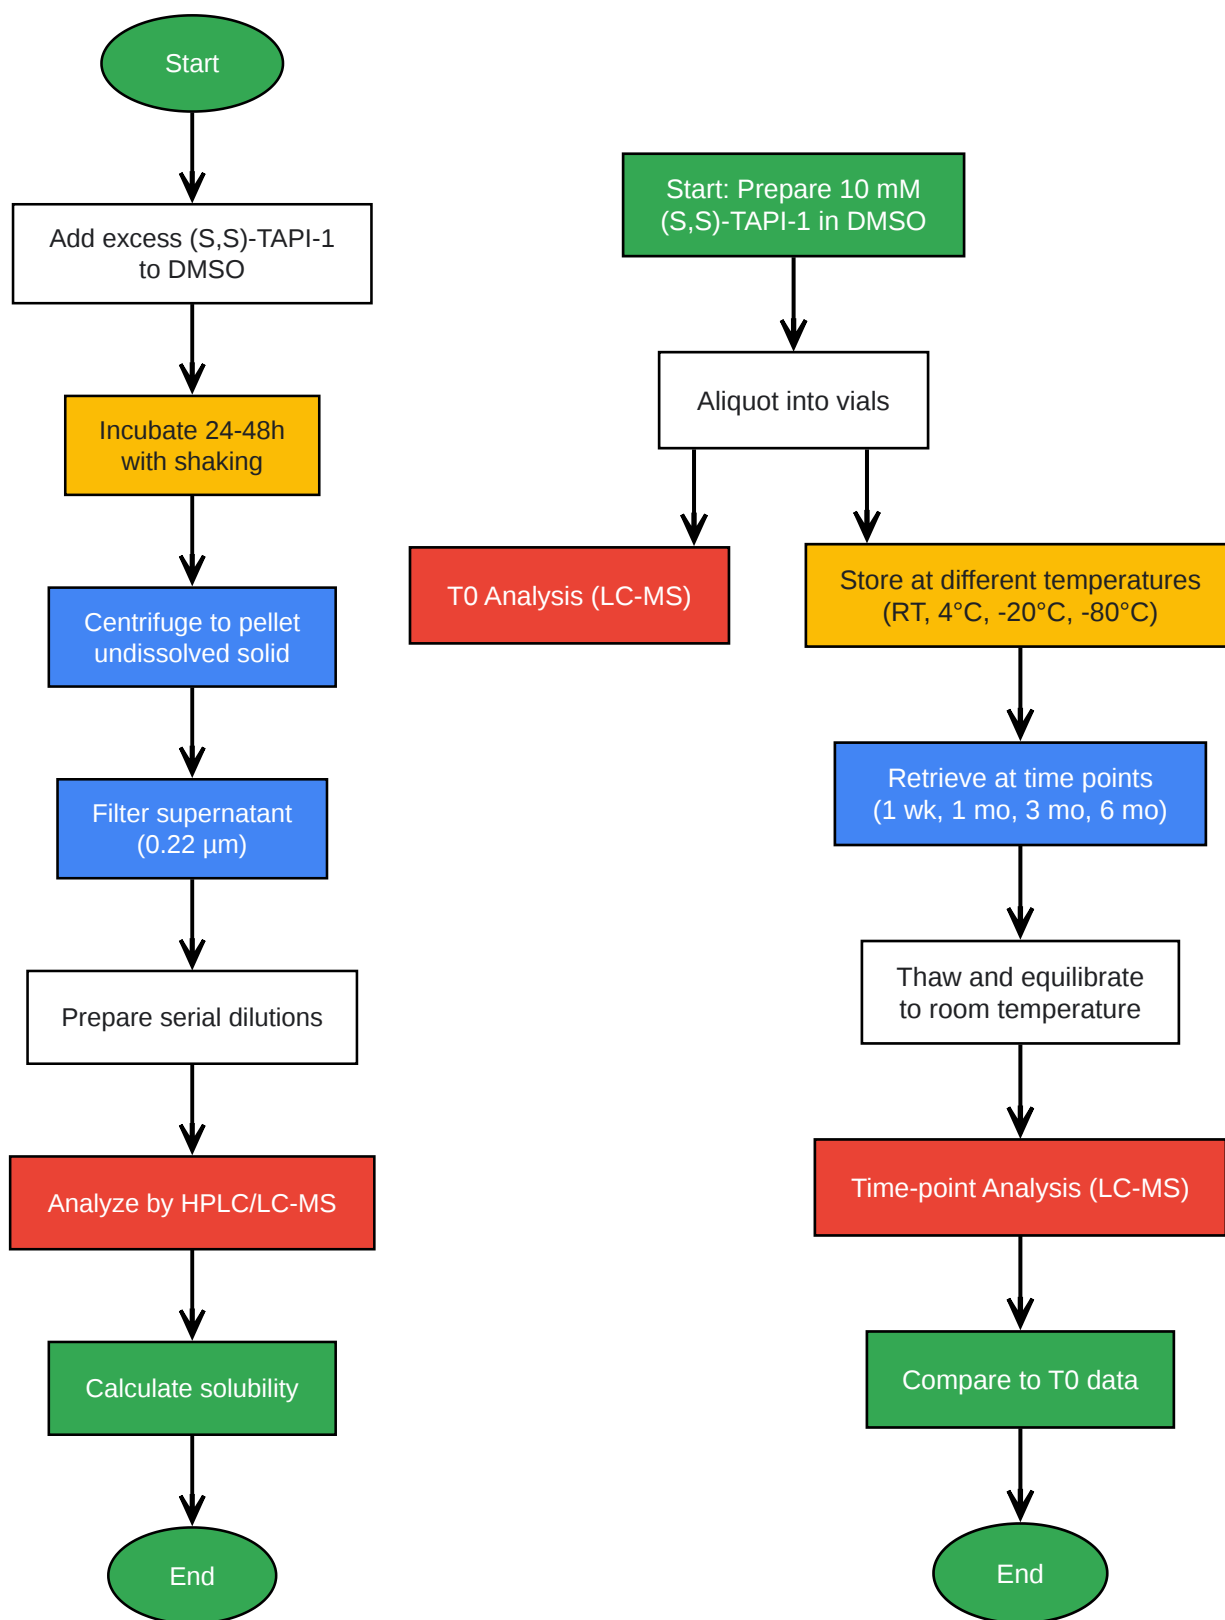 Start
Add excess (S,S)-TAPI-1
to DMSO
Incubate 24-48h
with shaking
Centrifuge to pellet
undissolved solid
Filter supernatant
(0.22 µm)
Prepare serial dilutions
Analyze by HPLC/LC-MS
Calculate solubility
End
Start: Prepare 10 mM
(S,S)-TAPI-1 in DMSO
Aliquot into vials
T0 Analysis (LC-MS)
Store at different temperatures
(RT, 4°C, -20°C, -80°C)
Retrieve at time points
(1 wk, 1 mo, 3 mo, 6 mo)
Thaw and equilibrate
to room temperature
Time-point Analysis (LC-MS)
Compare to T0 data
End